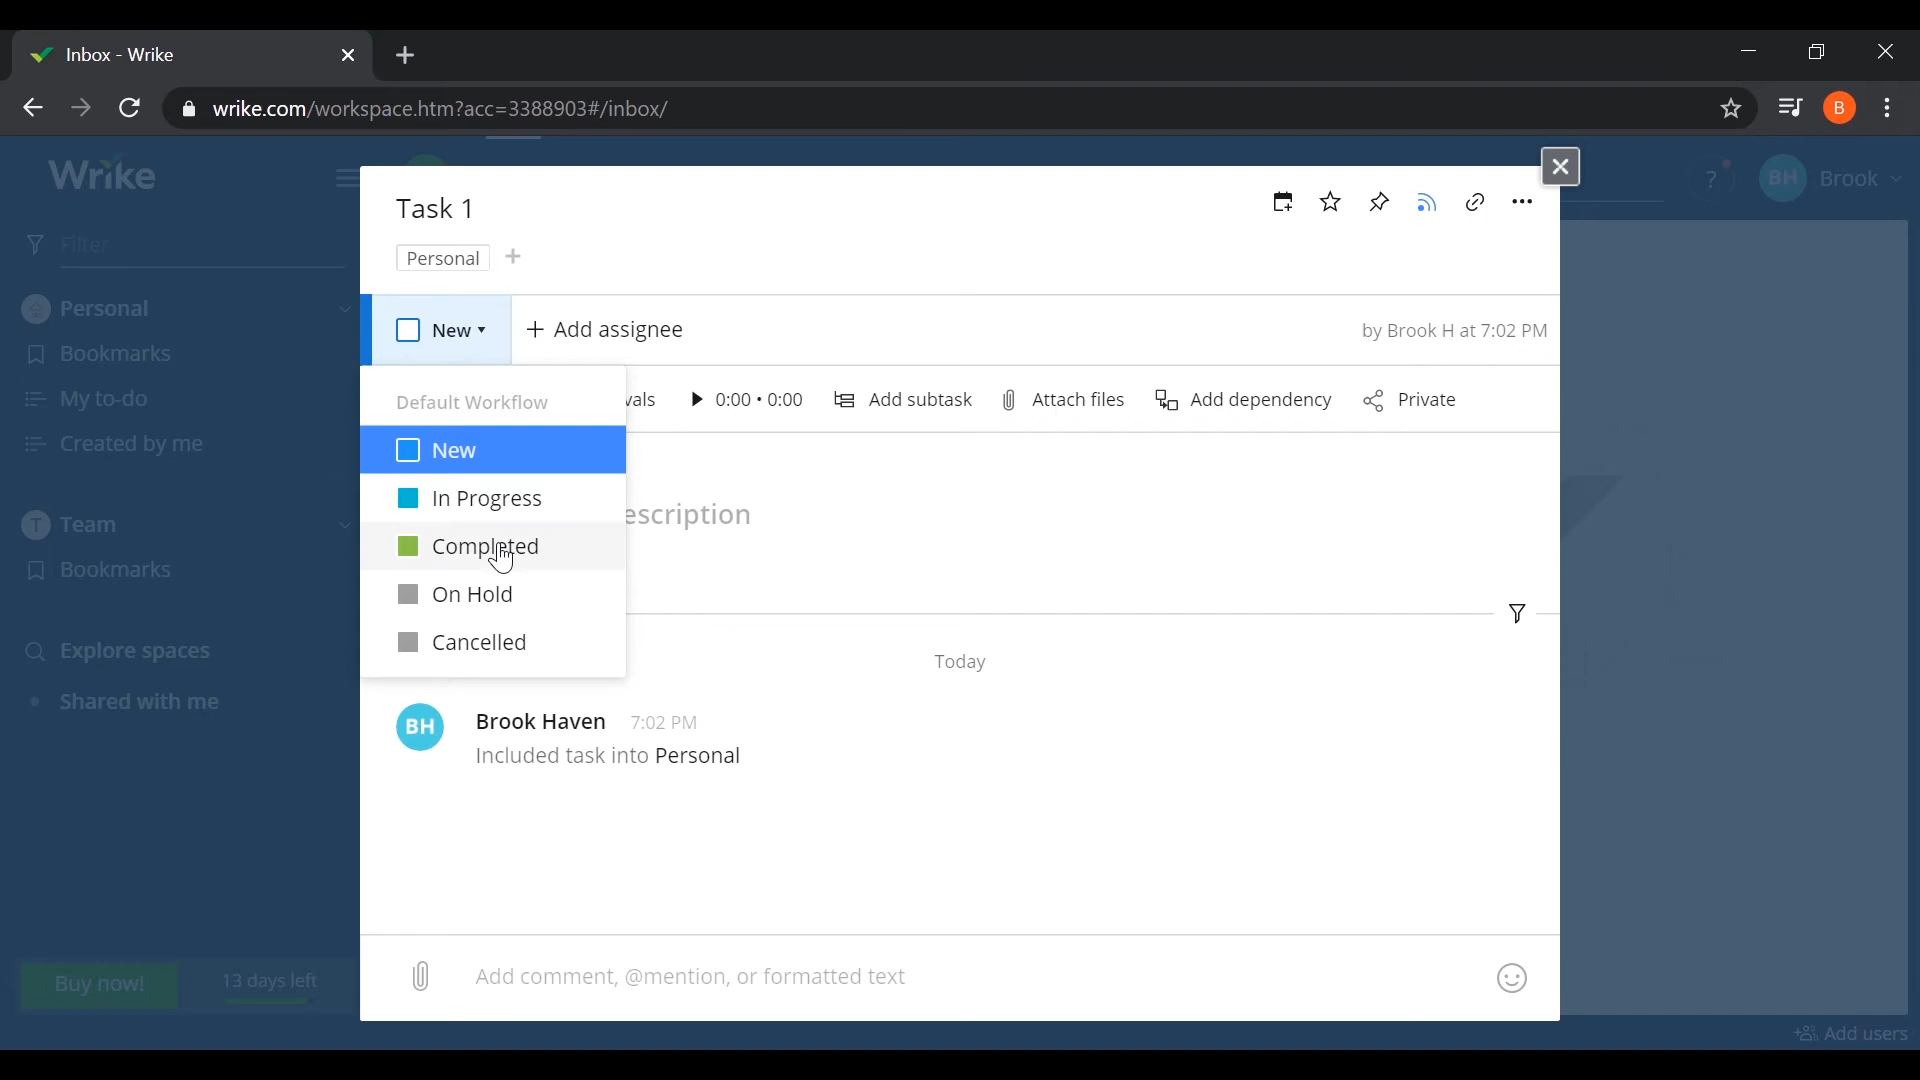 Inbox - Wrike
wrike.com/workspace.htm?acc=3388903#/inbox/
B
Wrike
? BH Brook
Filter
Personal
Bookmarks
My to-do
Created by me
T Team
Bookmarks
Explore spaces
Shared with me
Buy now! 13 days left
Task 1
Personal +
New + Add assignee by Brook H at 7:02 PM
vals 0:00 • 0:00 Add subtask Attach files Add dependency Private
Default Workflow
New
In Progress
Completed
On Hold
Cancelled
escription
Today
BH Brook Haven 7:02 PM
Included task into Personal
Add comment, @mention, or formatted text
Add users